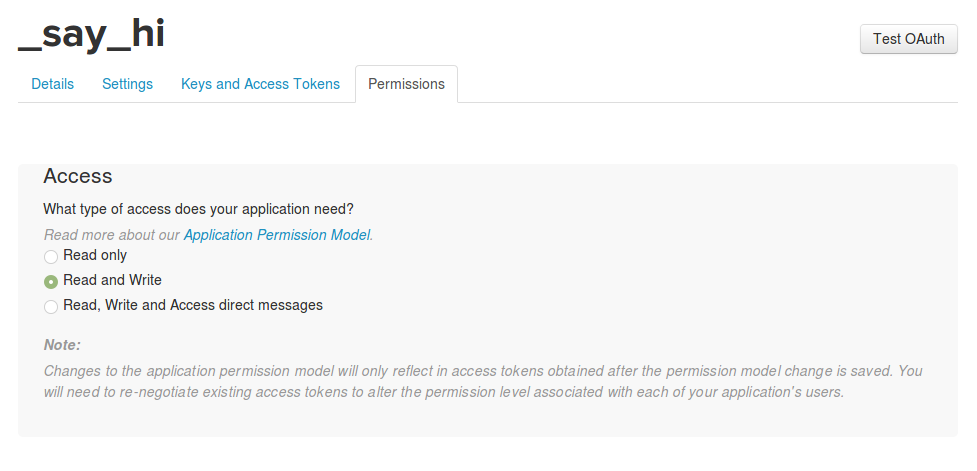 _say_hi
Test OAuth
Details Settings Keys and Access Tokens Permissions
Access
What type of access does your application need?
Read more about our Application Permission Model.
Read only
Read and Write
Read, Write and Access direct messages
Note:
Changes to the application permission model will only reflect in access tokens obtained after the permission model change is saved. You
will need to re-negotiate existing access tokens to alter the permission level associated with each of your application's users.